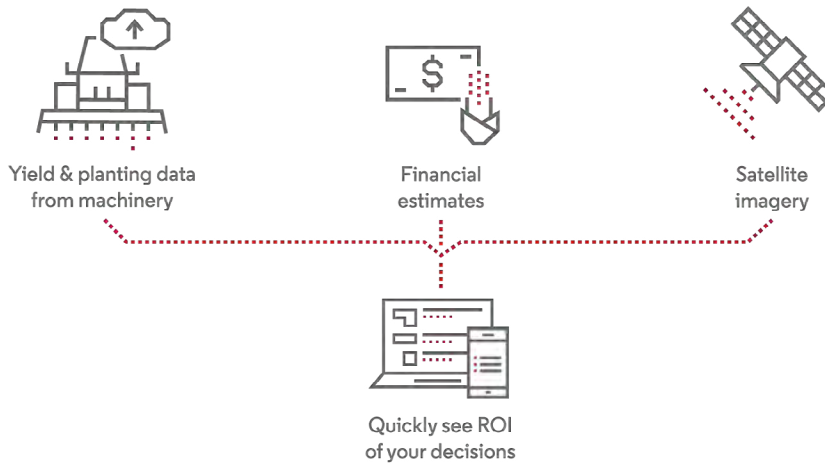 $
Yield & planting data
from machinery
Financial
estimates
Satellite
imagery
Quickly see ROI
of your decisions